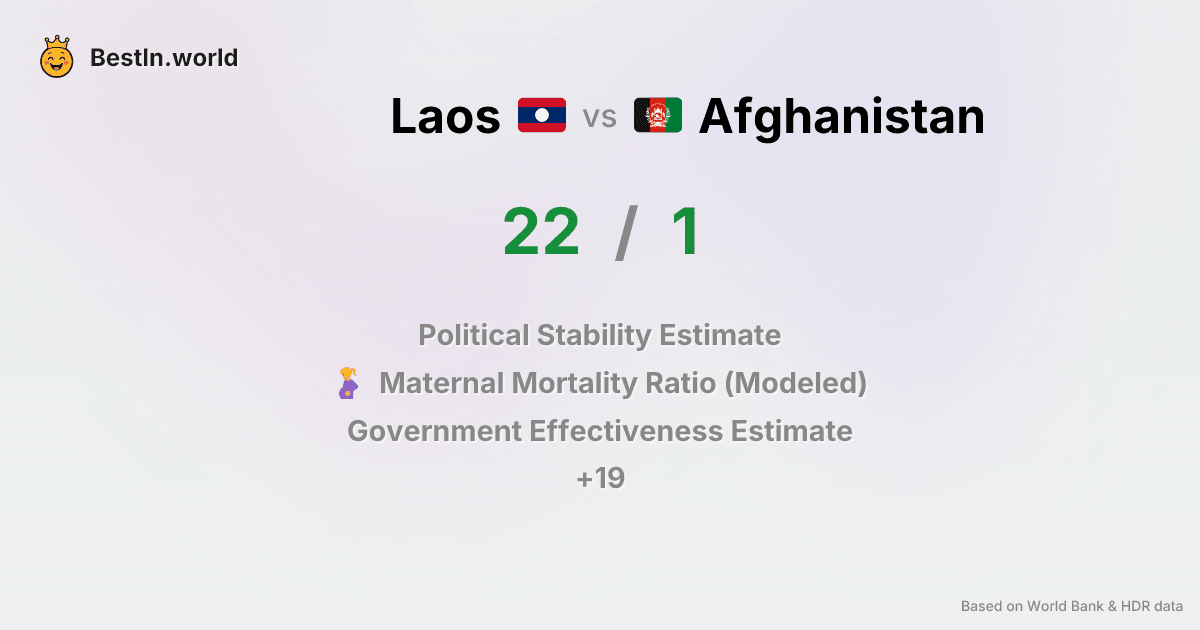 BestIn.world
Laos vs Afghanistan
22 / 1
Political Stability Estimate
Maternal Mortality Ratio (Modeled)
Government Effectiveness Estimate
+19
Based on World Bank & HDR data